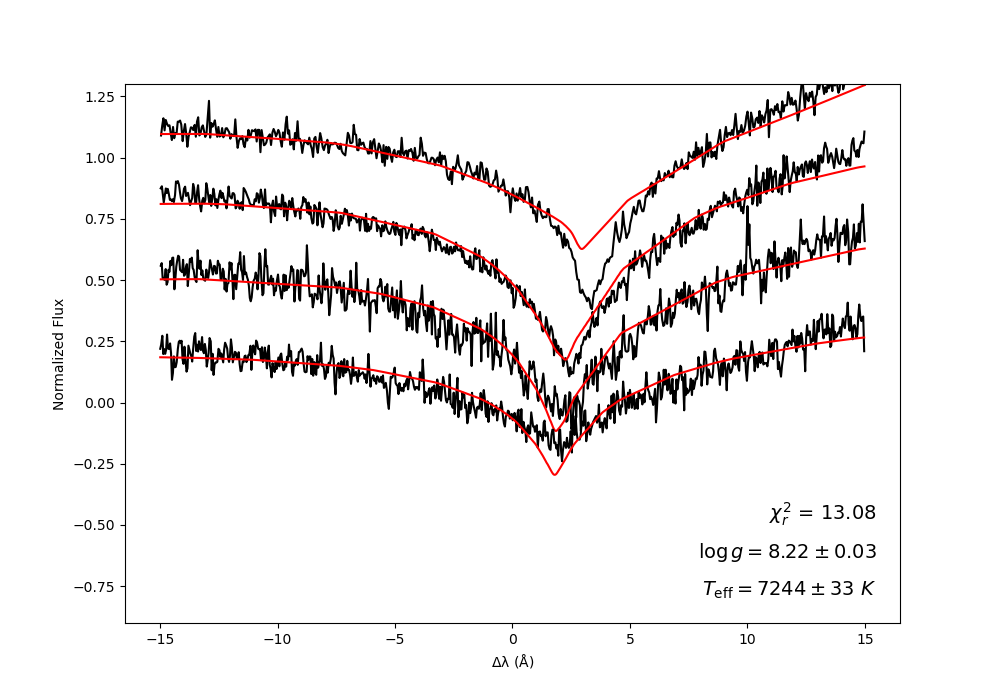 1.25
1.00
0.75
0.50
0.25
0.00
−0.25
−0.50
−0.75
Normalized Flux
χ²ᵣ = 13.08
log g = 8.22 ± 0.03
T_eff = 7244 ± 33 K
−15 −10 −5 0 5 10 15
Δλ (Å)